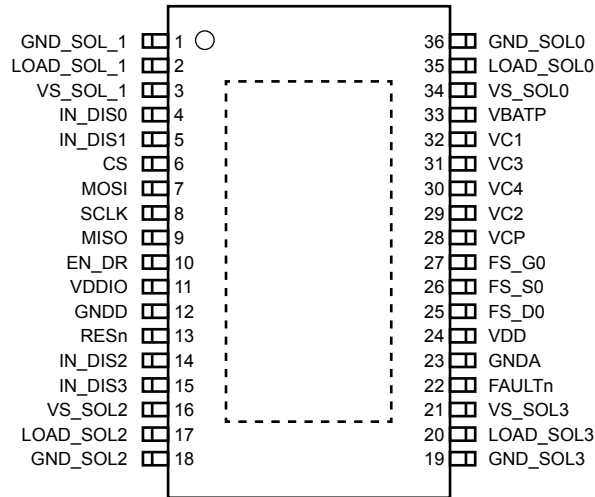 GND_SOL_1 1 36 GND_SOL0
LOAD_SOL_1 2 35 LOAD_SOL0
VS_SOL_1 3 34 VS_SOL0
IN_DIS0 4 33 VBATP
IN_DIS1 5 32 VC1
CS 6 31 VC3
MOSI 7 30 VC4
SCLK 8 29 VC2
MISO 9 28 VCP
EN_DR 10 27 FS_G0
VDDIO 11 26 FS_S0
GNDD 12 25 FS_D0
RESn 13 24 VDD
IN_DIS2 14 23 GNDA
IN_DIS3 15 22 FAULTn
VS_SOL2 16 21 VS_SOL3
LOAD_SOL2 17 20 LOAD_SOL3
GND_SOL2 18 19 GND_SOL3